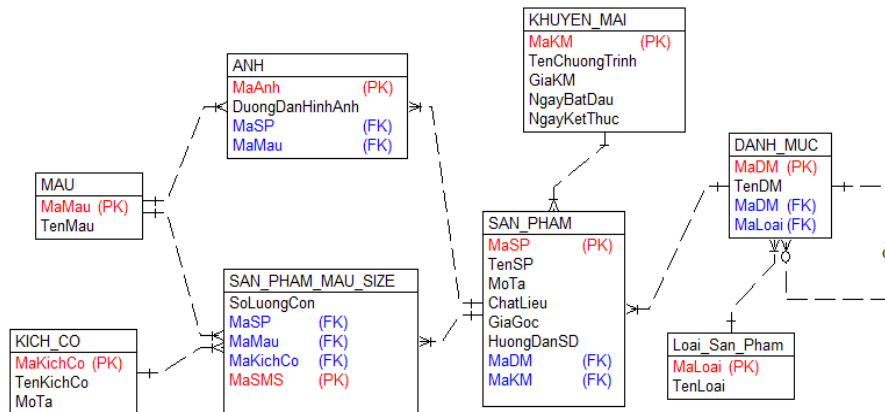 KHUYEN_MAI
MaKM (PK)
TenChuongTrinh
GiaKM
NgayBatDau
NgayKetThuc
ANH
MaAnh (PK)
DuongDanHinhAnh
MaSP (FK)
MaMau (FK)
DANH_MUC
MaDM (PK)
TenDM
MaDM (FK)
MaLoai (FK)
MAU
MaMau (PK)
TenMau
SAN_PHAM
MaSP (PK)
TenSP
MoTa
ChatLieu
GiaGoc
HuongDanSD
MaDM (FK)
MaKM (FK)
SAN_PHAM_MAU_SIZE
SoLuongCon
MaSP (FK)
MaMau (FK)
MaKichCo (FK)
MaSMS (PK)
KICH_CO
MaKichCo (PK)
TenKichCo
MoTa
Loai_San_Pham
MaLoai (PK)
TenLoai